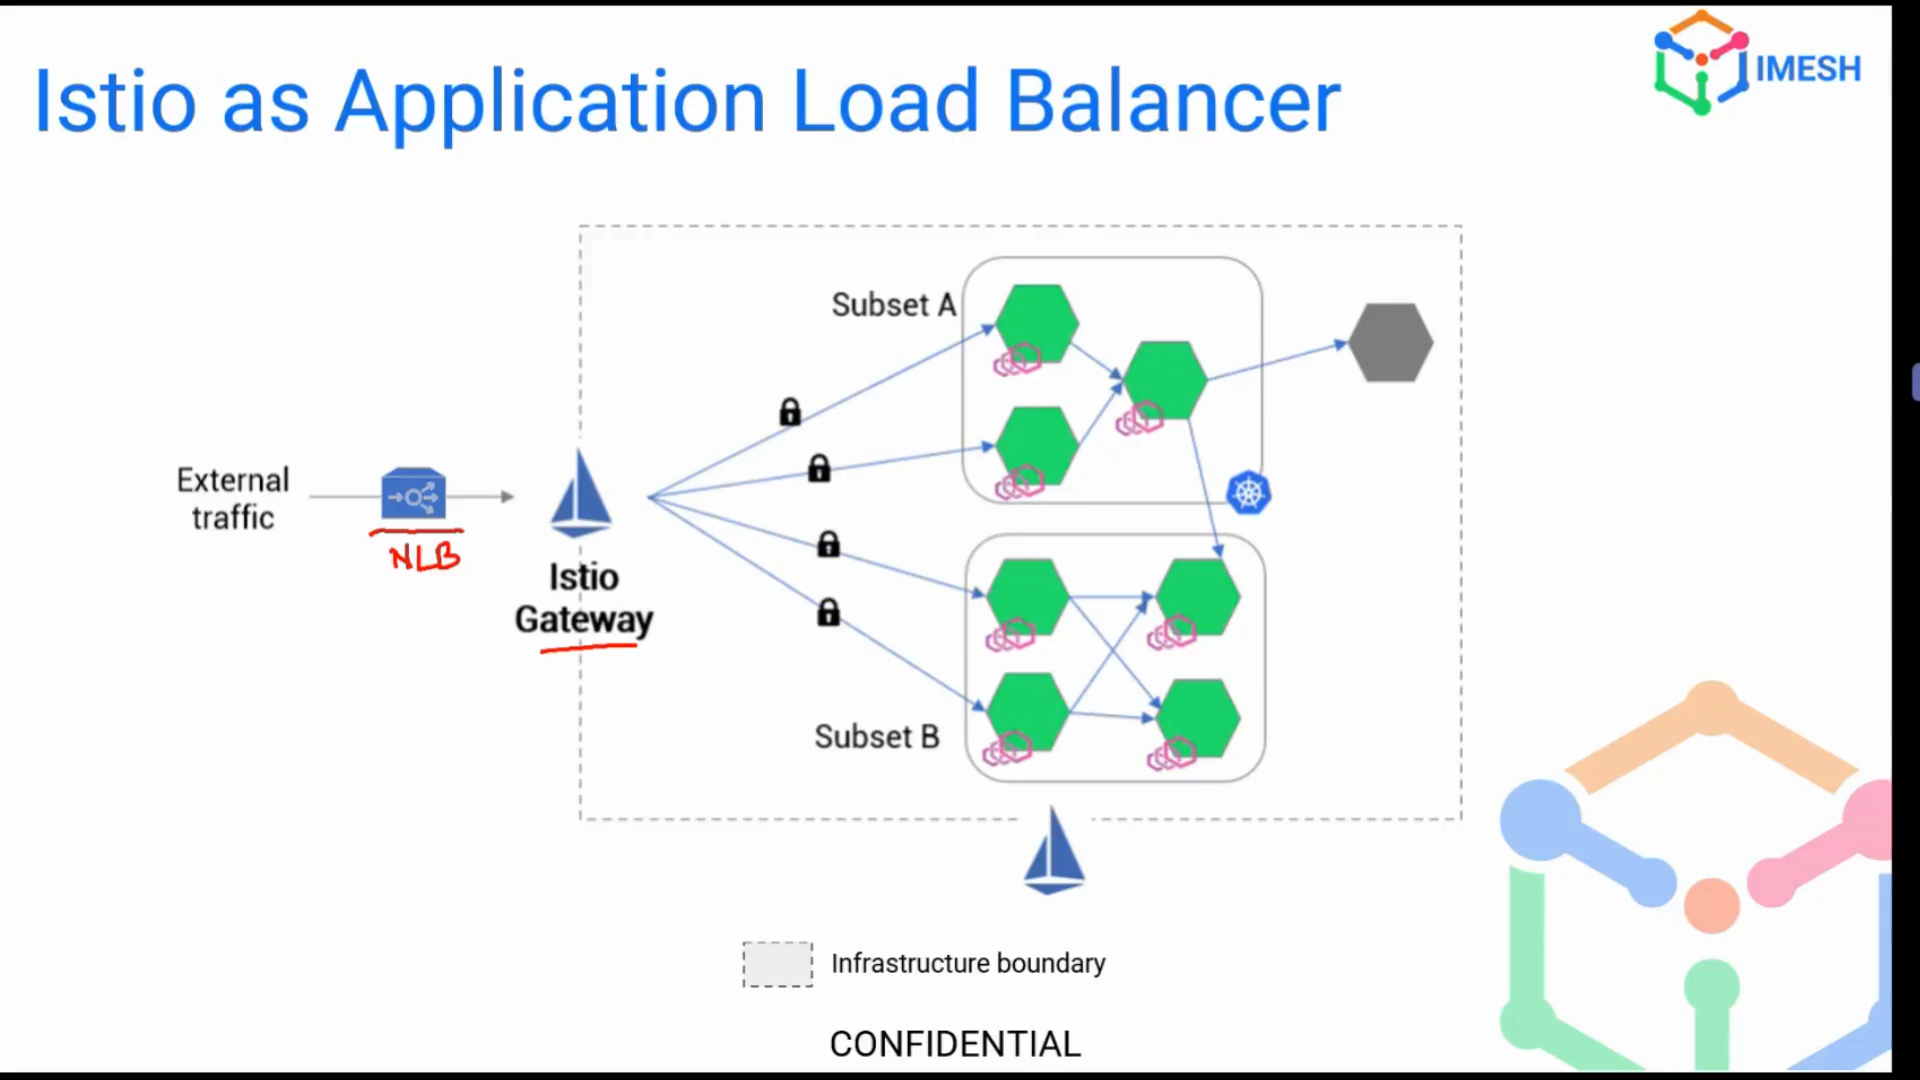 Istio as Application Load Balancer
IMESH
Subset A
External
traffic
NLB
Istio
Gateway
Subset B
Infrastructure boundary
CONFIDENTIAL